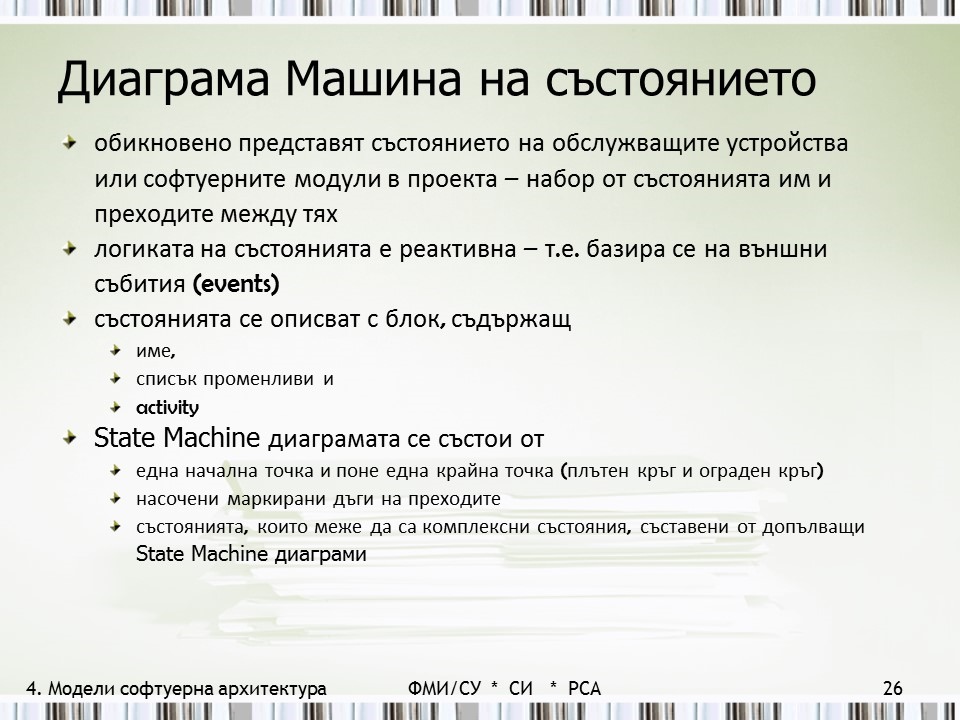 Диаграма Машина на състоянието
обикновено представят състоянието на обслужващите устройства
или софтуерните модули в проекта – набор от състоянията им и
преходите между тях
логиката на състоянията е реактивна – т.е. базира се на външни
събития (events)
състоянията се описват с блок, съдържащ
име,
списък променливи и
activity
State Machine диаграмата се състои от
една начална точка и поне една крайна точка (плътен кръг и ограден кръг)
насочени маркирани дъги на преходите
състоянията, които меже да са комплексни състояния, съставени от допълващи
State Machine диаграми
4. Модели софтуерна архитектура ФМИ/СУ * СИ * РСА 26